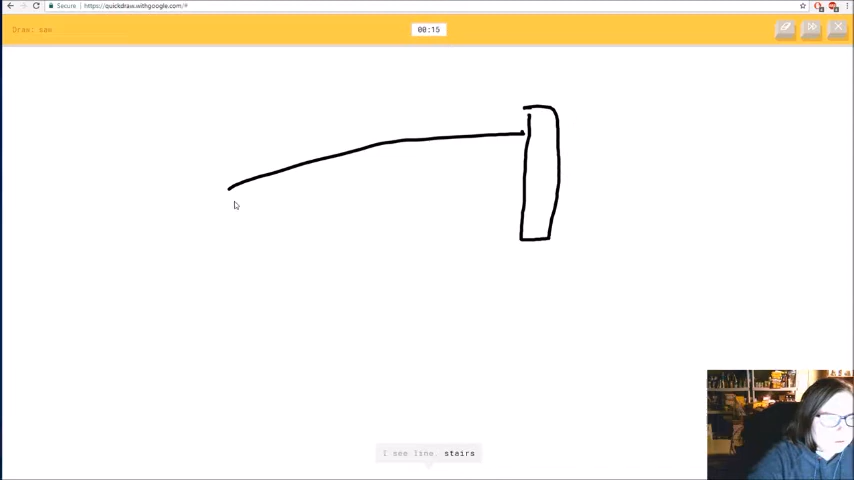 Secure
https://quickdraw.withgoogle.com/#
Draw: saw
00:15
I see line, stairs